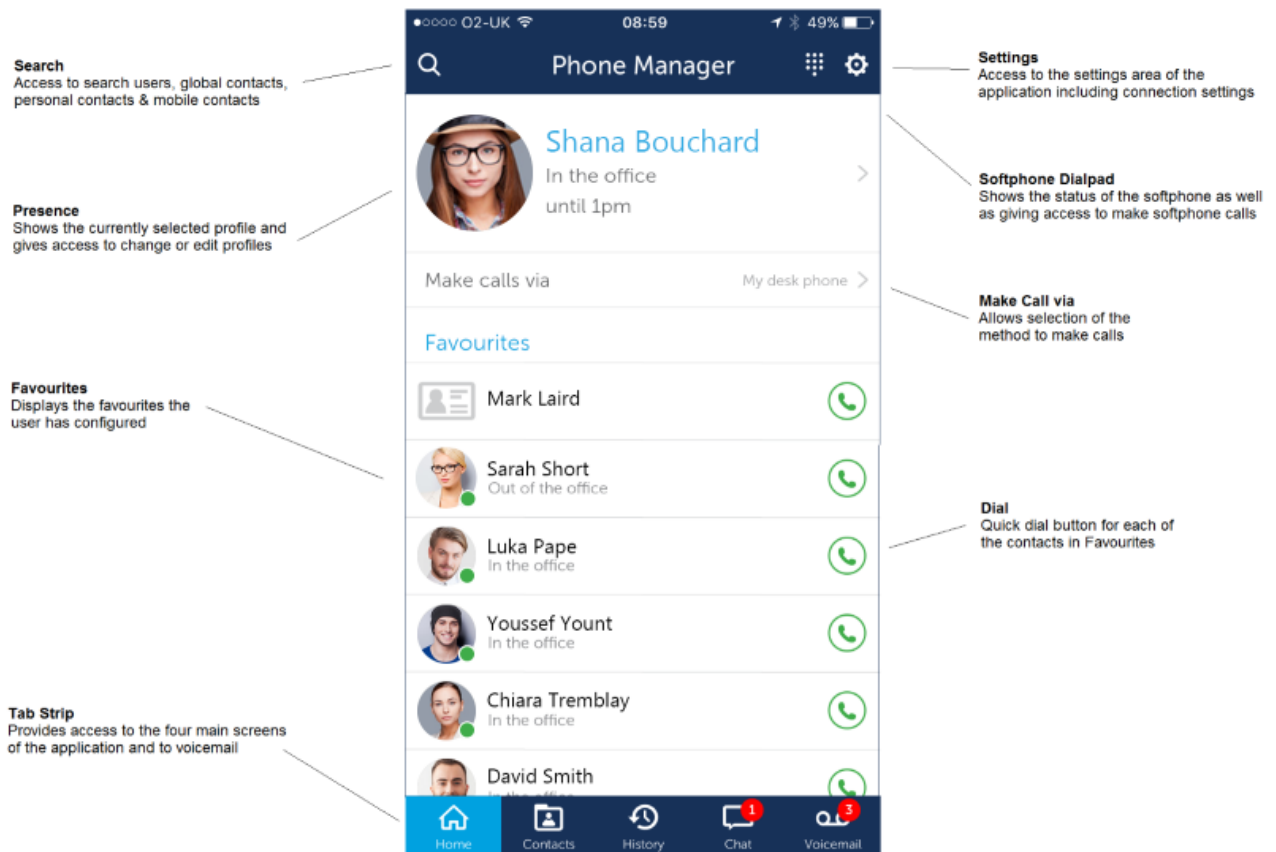 ●○○○○ O2-UK 08:59 49%
Phone Manager
Search
Access to search users, global contacts,
personal contacts & mobile contacts
Settings
Access to the settings area of the
application including connection settings
Shana Bouchard
In the office
until 1pm
Softphone Dialpad
Shows the status of the softphone as well
as giving access to make softphone calls
Presence
Shows the currently selected profile and
gives access to change or edit profiles
Make calls via My desk phone
Make Call via
Allows selection of the
method to make calls
Favourites
Favourites
Displays the favourites the
user has configured
Mark Laird
Sarah Short
Out of the office
Luka Pape
In the office
Dial
Quick dial button for each of
the contacts in Favourites
Youssef Yount
In the office
Chiara Tremblay
In the office
Tab Strip
Provides access to the four main screens
of the application and to voicemail
David Smith
In the office
1 3
Home Contacts History Chat Voicemail